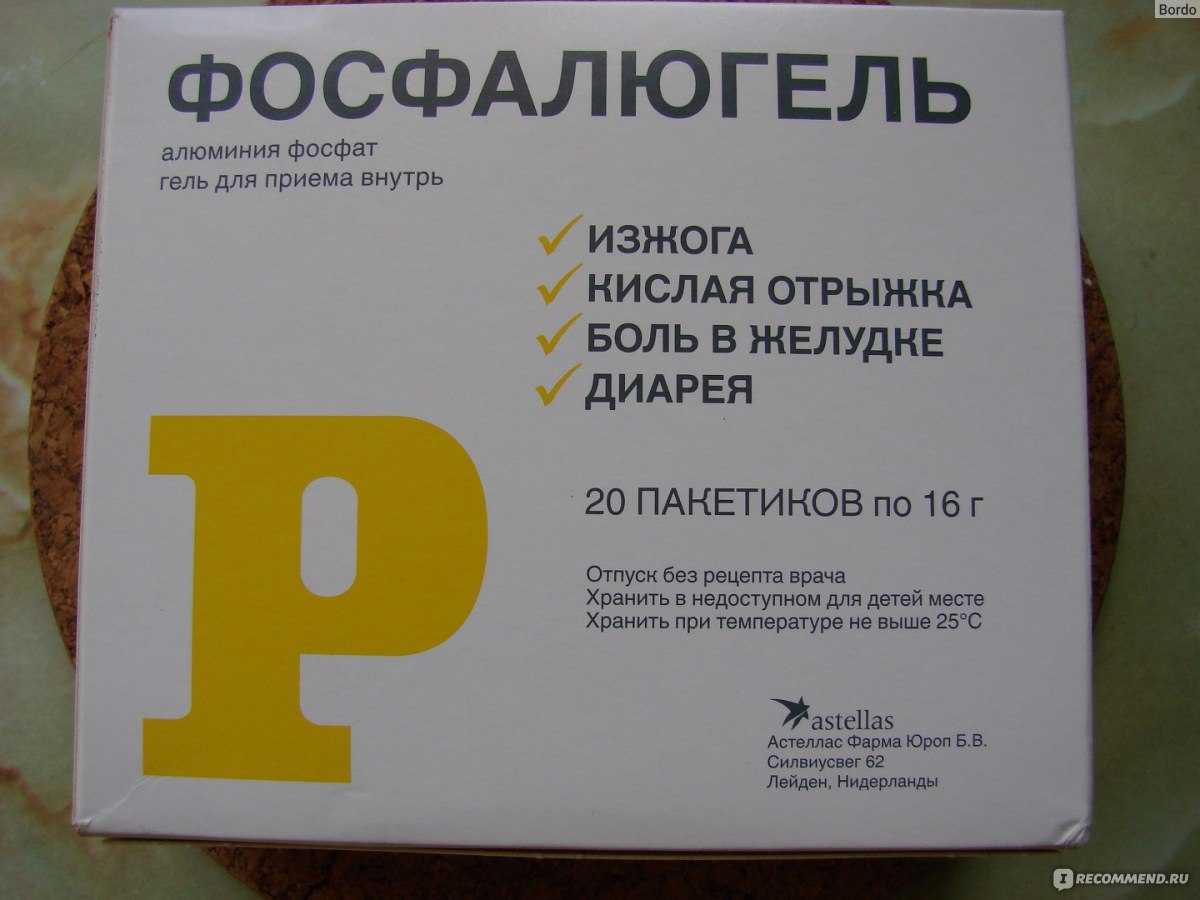 Bordo
ФОСФАЛЮГЕЛЬ
алюминия фосфат
гель для приема внутрь
ИЗЖОГА
КИСЛАЯ ОТРЫЖКА
БОЛЬ В ЖЕЛУДКЕ
ДИАРЕЯ
P
20 ПАКЕТИКОВ по 16 г
Отпуск без рецепта врача
Хранить в недоступном для детей месте
Хранить при температуре не выше 25°C
astellas
Астеллас Фарма Юроп Б.В.
Силвиусвег 62
Лейден, Нидерланды
IRECOMMEND.RU